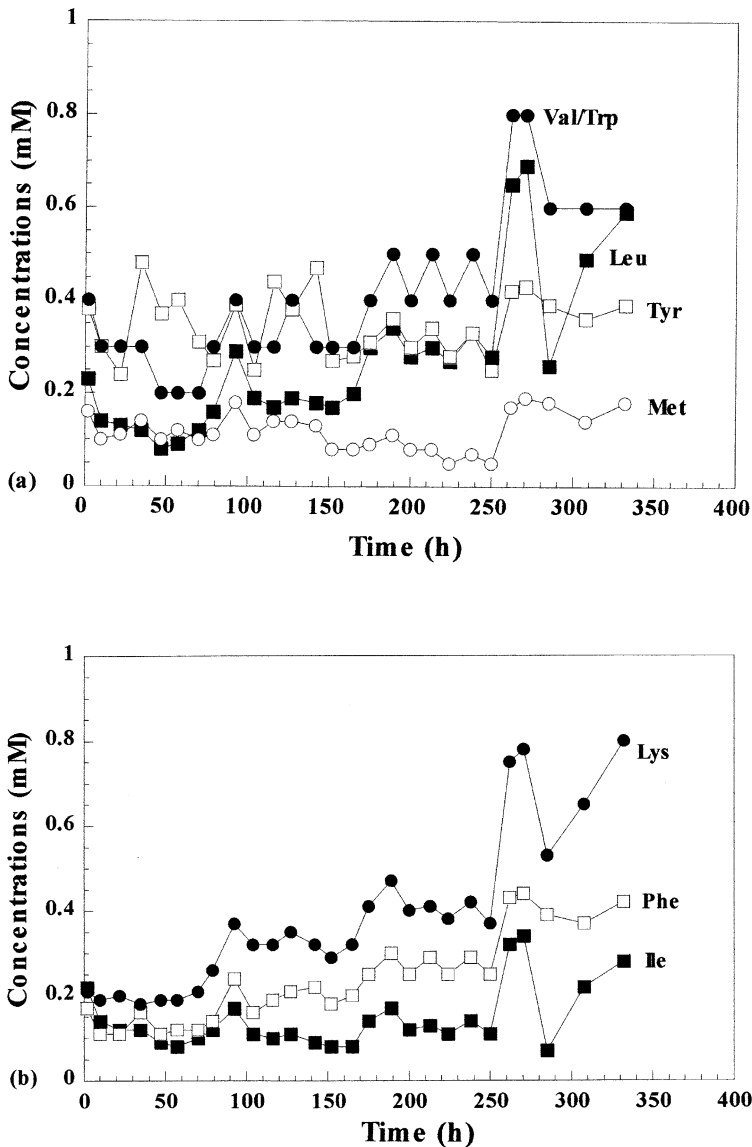 1
0.8
0.6
0.4
0.2
0
Concentrations (mM)
Val/Trp
Leu
Tyr
Met
(a)
0 50 100 150 200 250 300 350 400
Time (h)
1
0.8
0.6
0.4
0.2
0
Concentrations (mM)
Lys
Phe
Ile
(b)
0 50 100 150 200 250 300 350 400
Time (h)